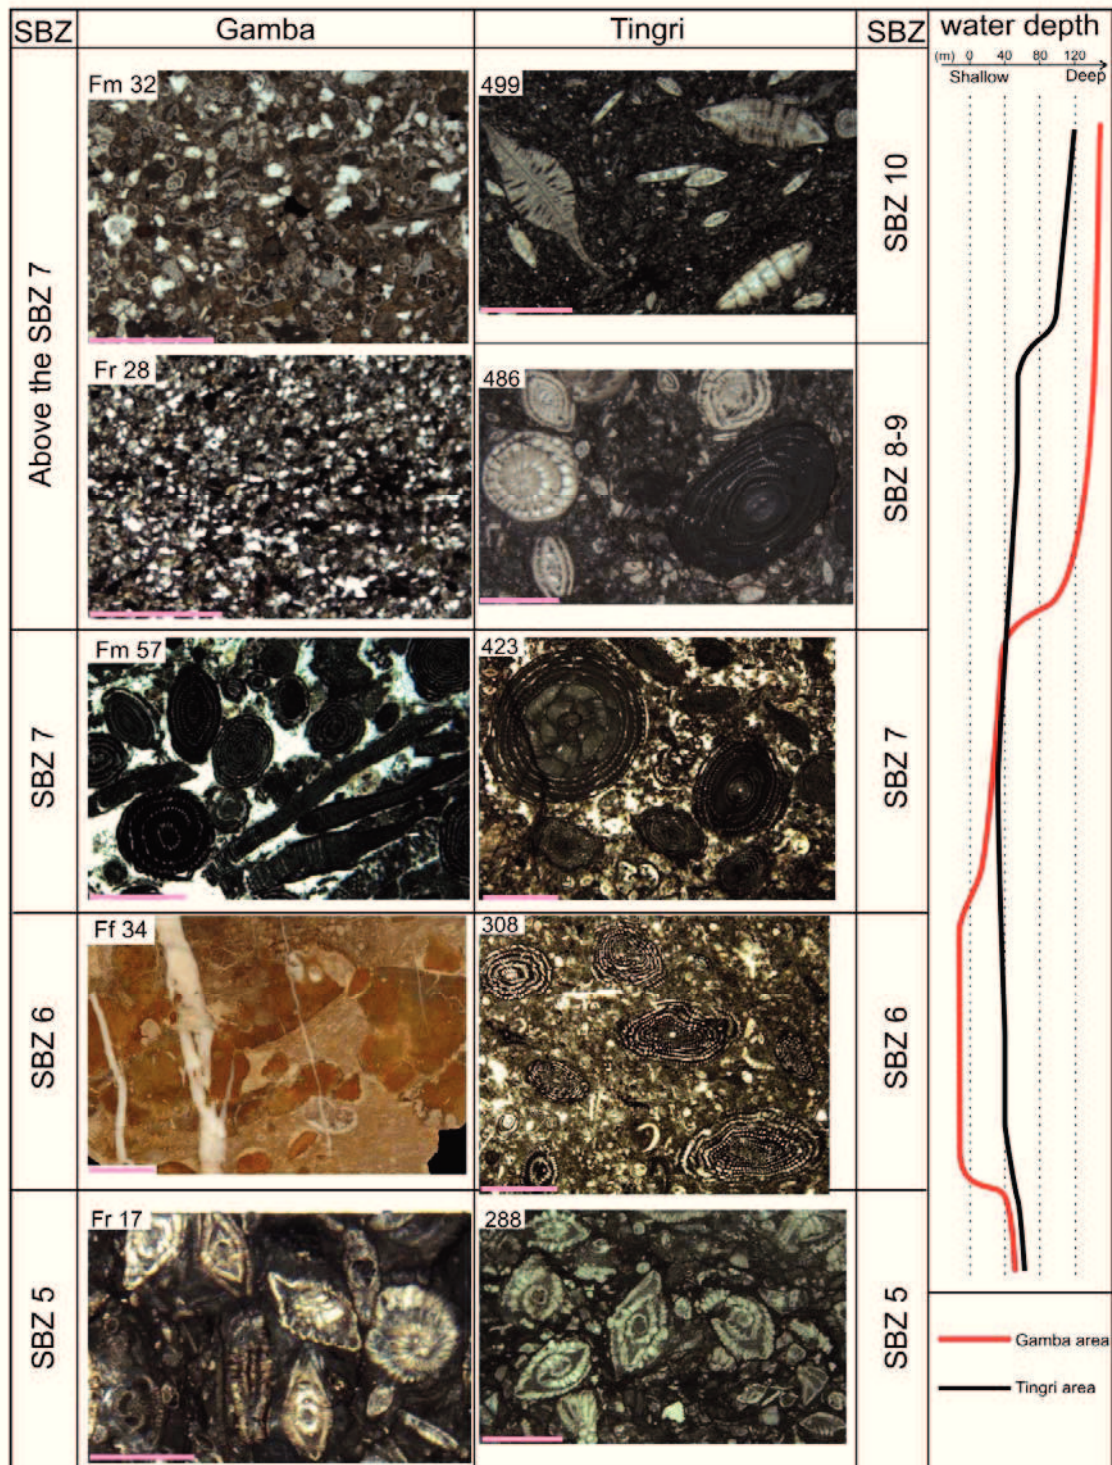 SBZ
Gamba
Tingri
SBZ
water depth
(m) 0 40 80 120
Shallow
Deep
Above the SBZ 7
Fm 32
499
SBZ 10
Fr 28
486
SBZ 8-9
SBZ 7
Fm 57
423
SBZ 7
SBZ 6
Ff 34
308
SBZ 6
SBZ 5
Fr 17
288
SBZ 5
Gamba area
Tingri area